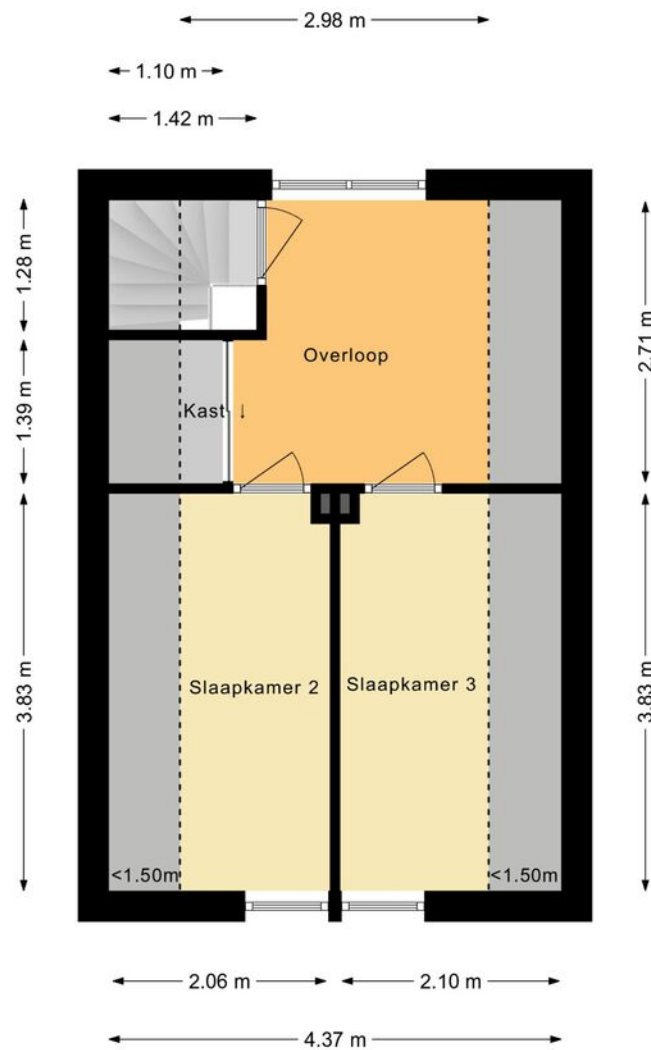 2.98 m
1.10 m
1.42 m
1.28 m
2.71 m
Overloop
1.39 m
Kast ↓
3.83 m
3.83 m
Slaapkamer 2
Slaapkamer 3
<1.50m
<1.50m
2.06 m
2.10 m
4.37 m